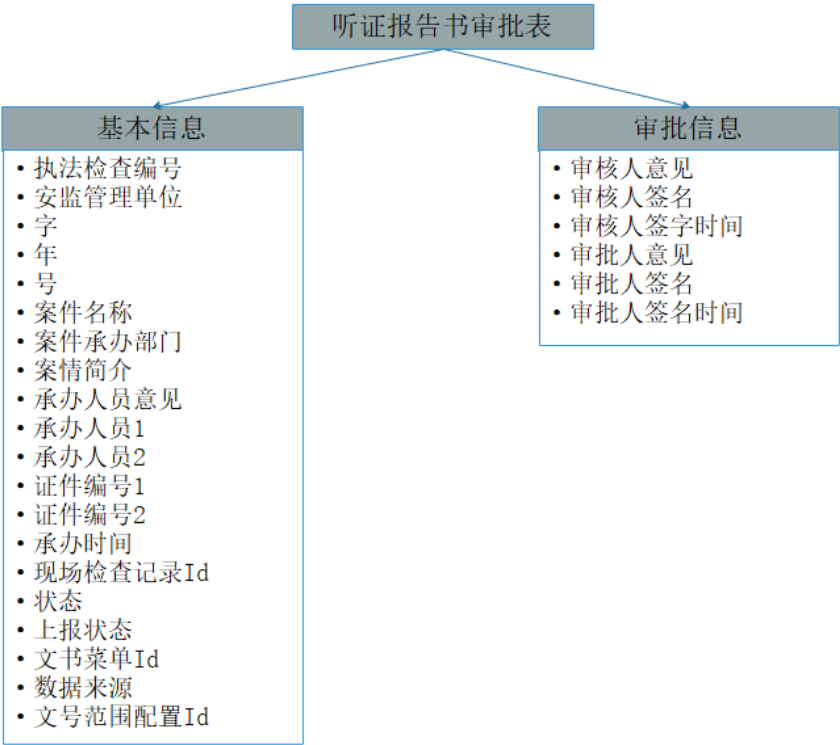 听证报告书审批表
基本信息
• 执法检查编号
• 安监管理单位
• 字
• 年
• 号
• 案件名称
• 案件承办部门
• 案情简介
• 承办人员意见
• 承办人员1
• 承办人员2
• 证件编号1
• 证件编号2
• 承办时间
• 现场检查记录Id
• 状态
• 上报状态
• 文书菜单Id
• 数据来源
• 文号范围配置Id
审批信息
• 审核人意见
• 审核人签名
• 审核人签字时间
• 审批人意见
• 审批人签名
• 审批人签名时间